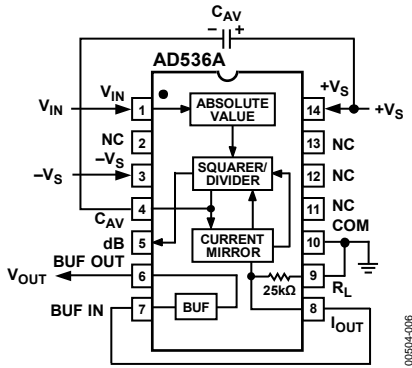 CAV
− +
AD536A
VIN VIN 1 ABSOLUTE VALUE 14 +VS +VS
NC 2 13 NC
−VS −VS 3 SQUARER/ DIVIDER 12 NC
CAV 4 11 NC
dB 5 CURRENT MIRROR 10 COM
VOUT BUF OUT 6 25kΩ 9 RL
BUF IN 7 BUF 8 IOUT
00504-006